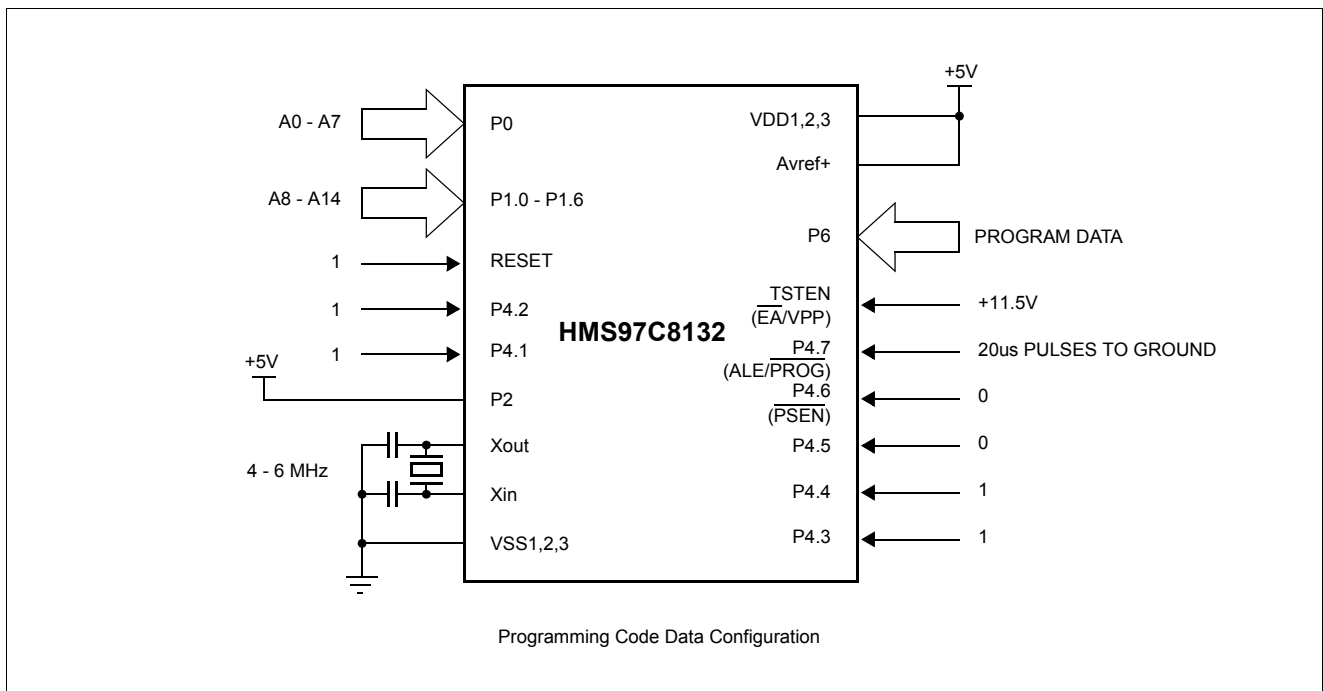 +5V
A0 - A7
P0
VDD1,2,3
Avref+
A8 - A14
P1.0 - P1.6
P6
PROGRAM DATA
1
RESET
TSTEN
(EA/VPP)
+11.5V
1
P4.2
HMS97C8132
1
P4.1
P4.7
(ALE/PROG)
20us PULSES TO GROUND
+5V
P2
P4.6
(PSEN)
0
Xout
P4.5
0
4 - 6 MHz
Xin
P4.4
1
VSS1,2,3
P4.3
1
Programming Code Data Configuration